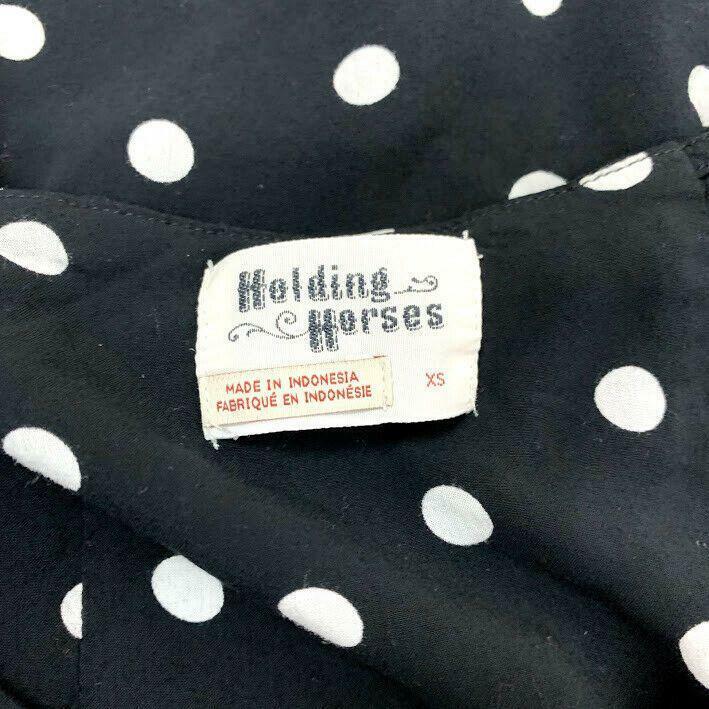 Holding
Horses
MADE IN INDONESIA
FABRIQUÉ EN INDONÉSIE
XS